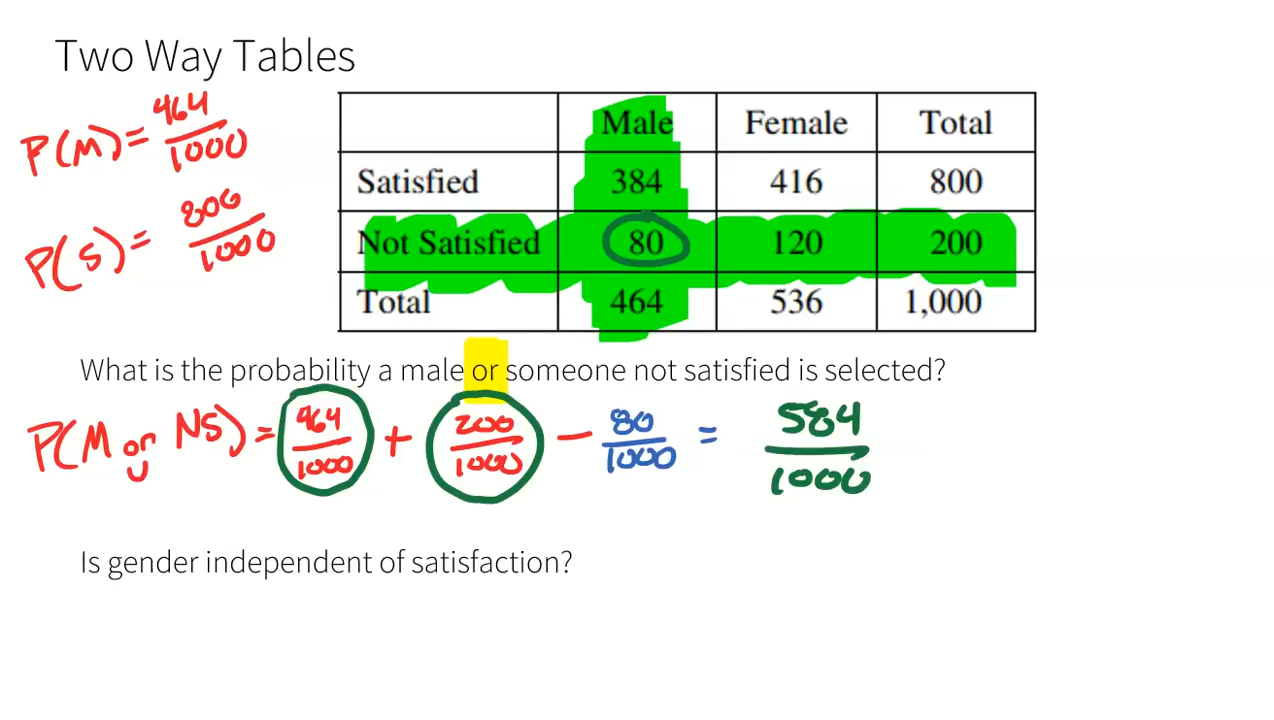 Two Way Tables
P(M) = 464/1000
P(S) = 800/1000
Male Female Total
Satisfied 384 416 800
Not Satisfied 80 120 200
Total 464 536 1,000
What is the probability a male or someone not satisfied is selected?
P(M or NS) = 464/1000 + 200/1000 - 80/1000 = 584/1000
Is gender independent of satisfaction?